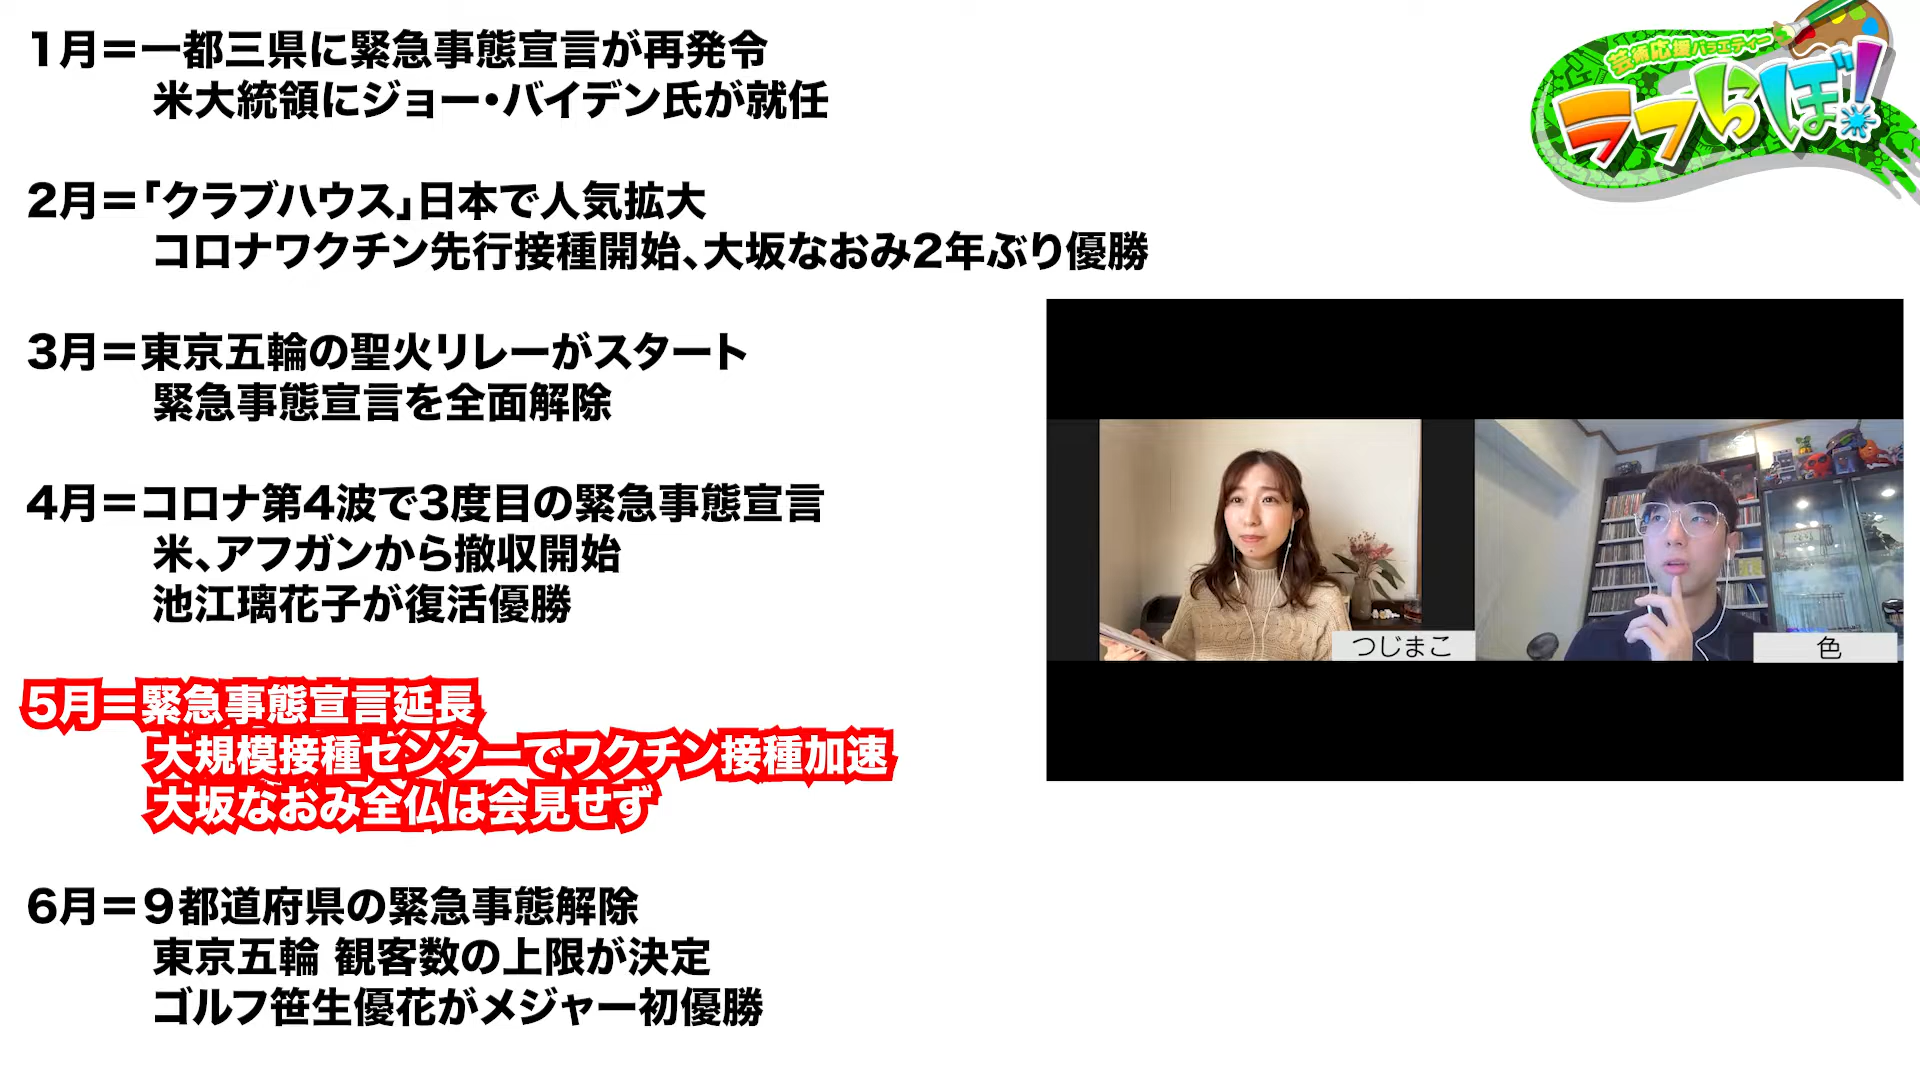 1月=一都三県に緊急事態宣言が再発令
米大統領にジョー・バイデン氏が就任
2月=「クラブハウス」日本で人気拡大
コロナワクチン先行接種開始、大坂なおみ2年ぶり優勝
3月=東京五輪の聖火リレーがスタート
緊急事態宣言を全面解除
4月=コロナ第4波で3度目の緊急事態宣言
米、アフガンから撤収開始
池江璃花子が復活優勝
5月=緊急事態宣言延長
大規模接種センターでワクチン接種加速
大坂なおみ全仏は会見せず
6月=9都道府県の緊急事態解除
東京五輪 観客数の上限が決定
ゴルフ笹生優花がメジャー初優勝
芸術応援バラエティー
ラフらぼ!
つじまこ
色